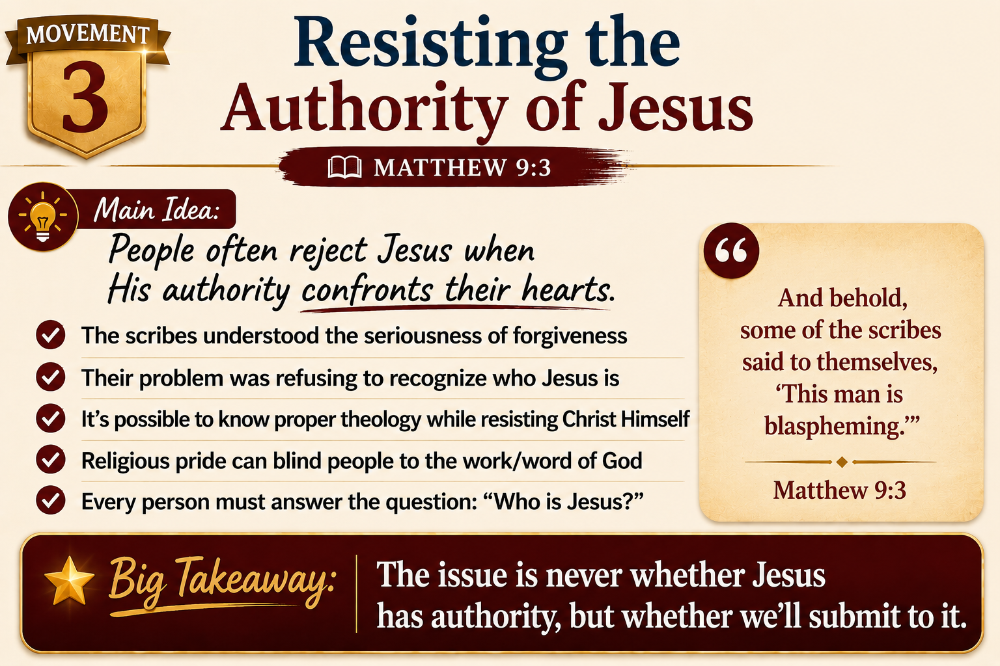 MOVEMENT
3
Resisting the
Authority of Jesus
MATTHEW 9:3
Main Idea:
People often reject Jesus when
His authority confronts their hearts.
The scribes understood the seriousness of forgiveness
Their problem was refusing to recognize who Jesus is
It’s possible to know proper theology while resisting Christ Himself
Religious pride can blind people to the work/word of God
Every person must answer the question: “Who is Jesus?”
“
And behold,
some of the scribes
said to themselves,
‘This man is
blaspheming.’”
Matthew 9:3
Big Takeaway:
The issue is never whether Jesus
has authority, but whether we’ll submit to it.